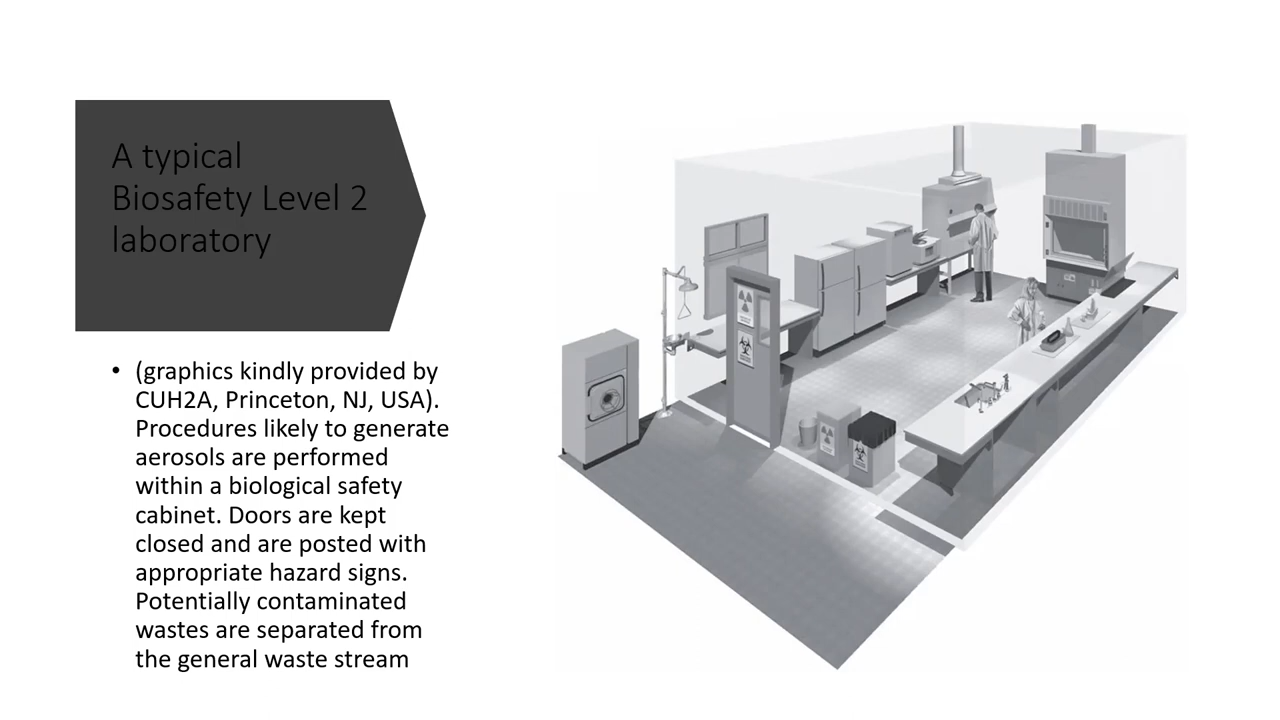 A typical
Biosafety Level 2
laboratory
• (graphics kindly provided by
CUH2A, Princeton, NJ, USA).
Procedures likely to generate
aerosols are performed
within a biological safety
cabinet. Doors are kept
closed and are posted with
appropriate hazard signs.
Potentially contaminated
wastes are separated from
the general waste stream